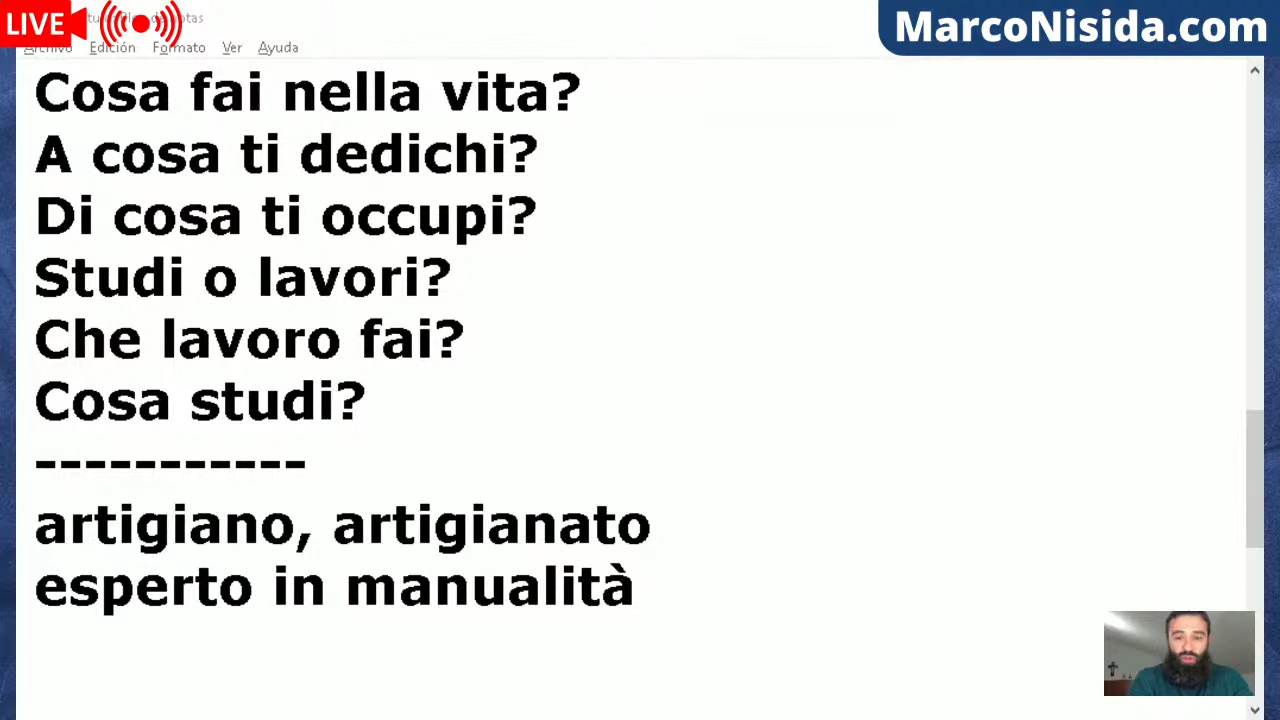 LIVE
MarcoNisida.com
Archivo Edición Formato Ver Ayuda
Cosa fai nella vita?
A cosa ti dedichi?
Di cosa ti occupi?
Studi o lavori?
Che lavoro fai?
Cosa studi?
-----------
artigiano, artigianato
esperto in manualità